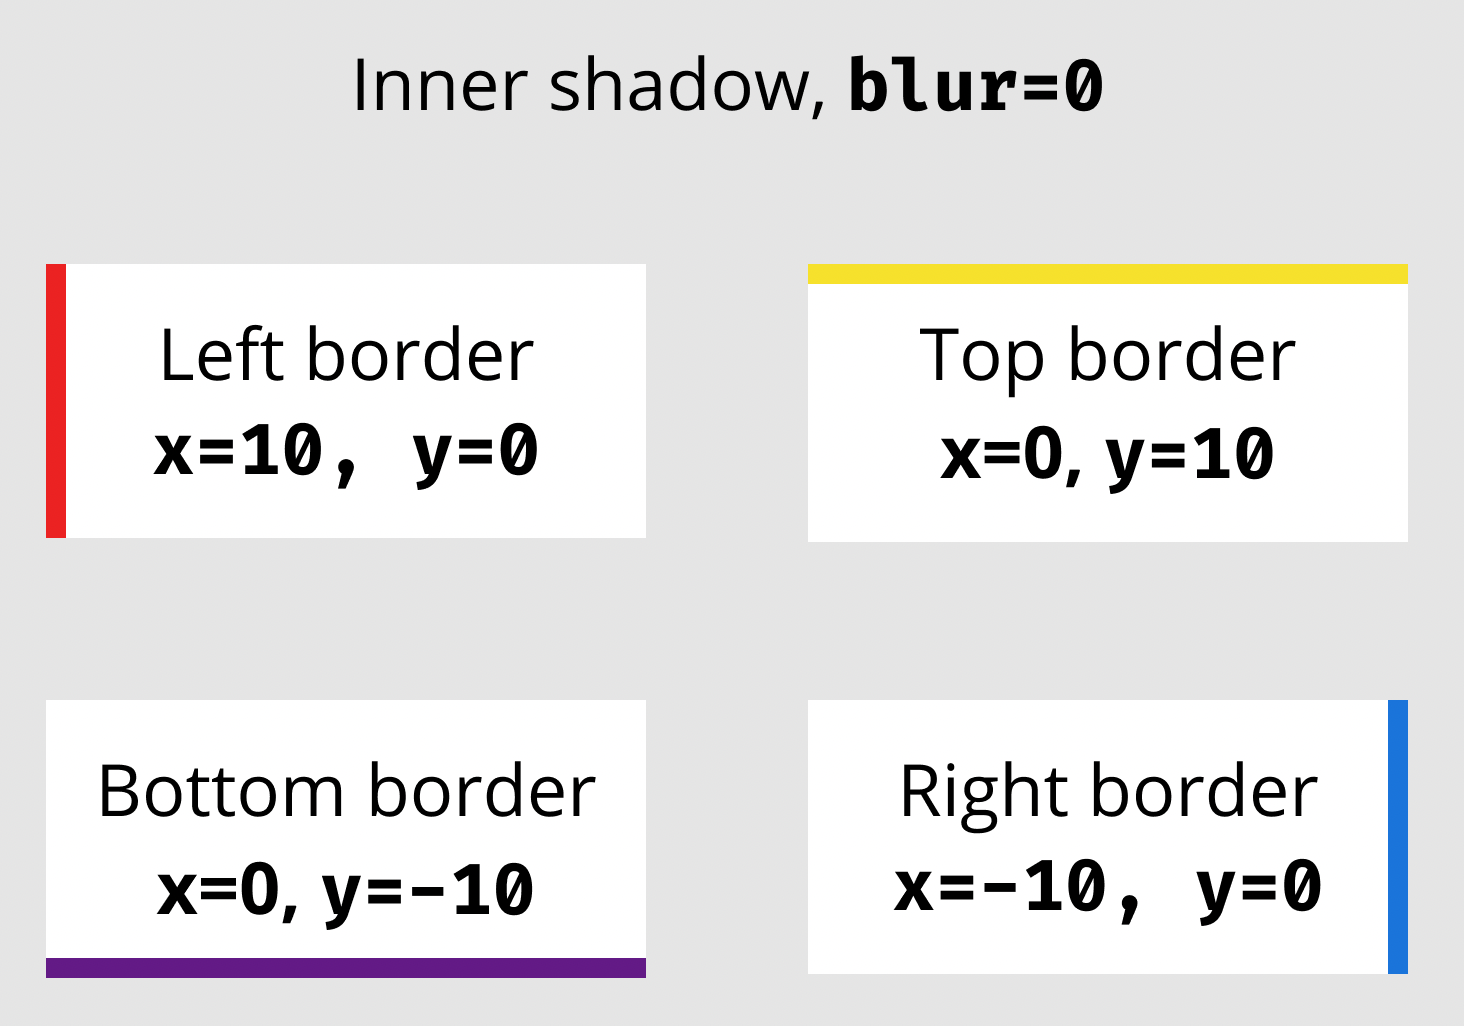 Inner shadow, blur=0
Left border
x=10, y=0
Top border
x=0, y=10
Bottom border
x=0, y=−10
Right border
x=−10, y=0